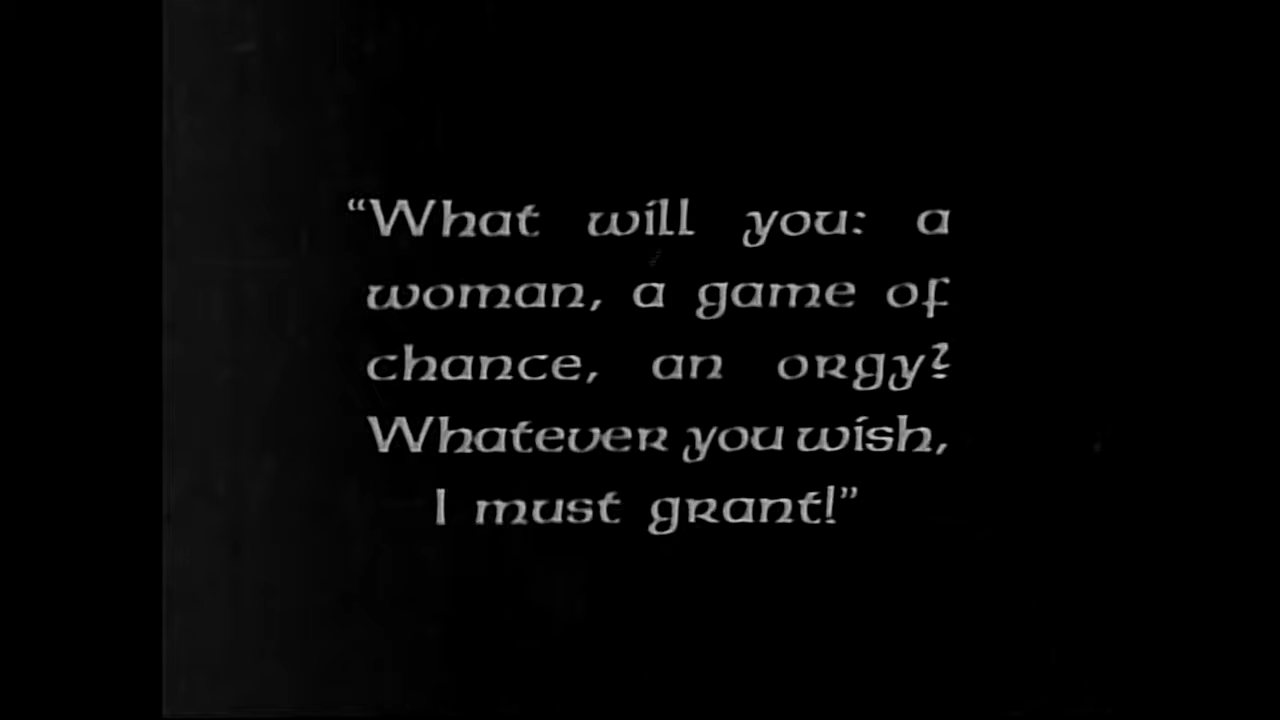 “What will you: a
woman, a game of
chance, an orgy?
Whatever you wish,
I must grant!”